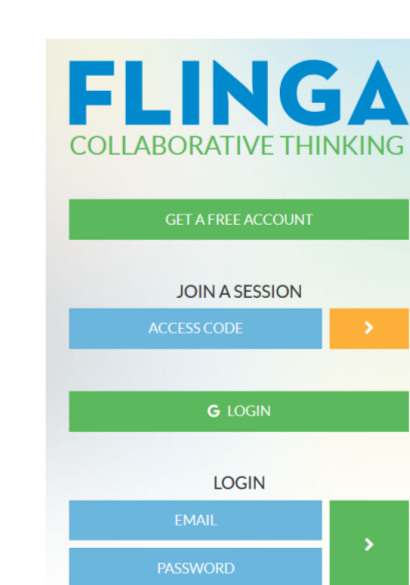 FLINGA
COLLABORATIVE THINKING
GET A FREE ACCOUNT
JOIN A SESSION
ACCESS CODE
G LOGIN
LOGIN
EMAIL
PASSWORD